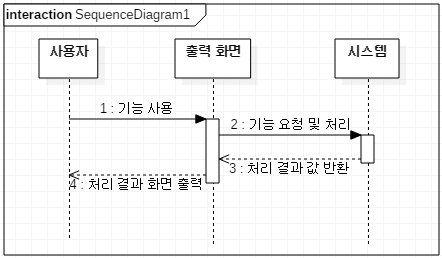 interaction SequenceDiagram1
사용자
출력 화면
시스템
1 : 기능 사용
2 : 기능 요청 및 처리
3 : 처리 결과 값 반환
4 : 처리 결과 화면 출력